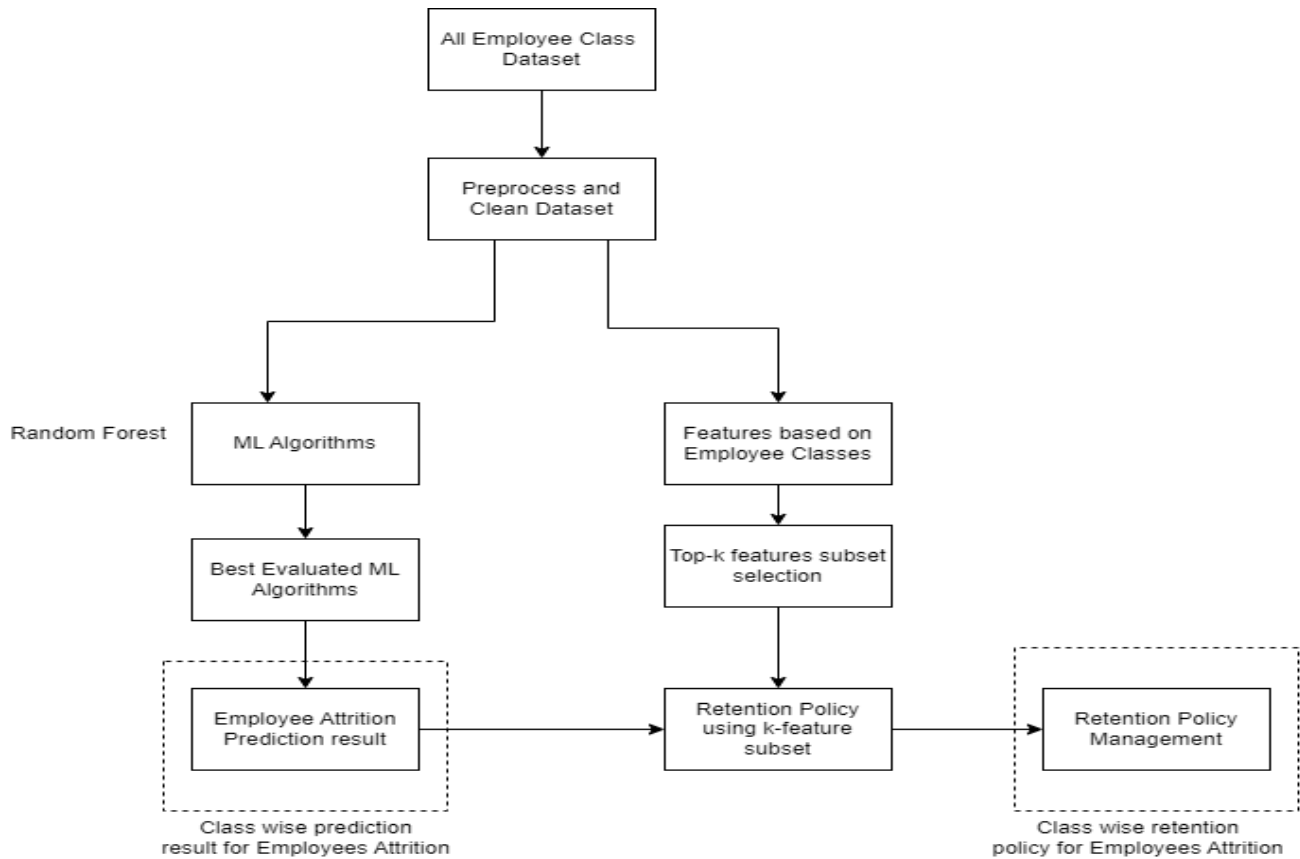 All Employee Class
Dataset
Preprocess and
Clean Dataset
Random Forest
ML Algorithms
Features based on
Employee Classes
Best Evaluated ML
Algorithms
Top-k features subset
selection
Employee Attrition
Prediction result
Retention Policy
using k-feature
subset
Retention Policy
Management
Class wise prediction
result for Employees Attrition
Class wise retention
policy for Employees Attrition